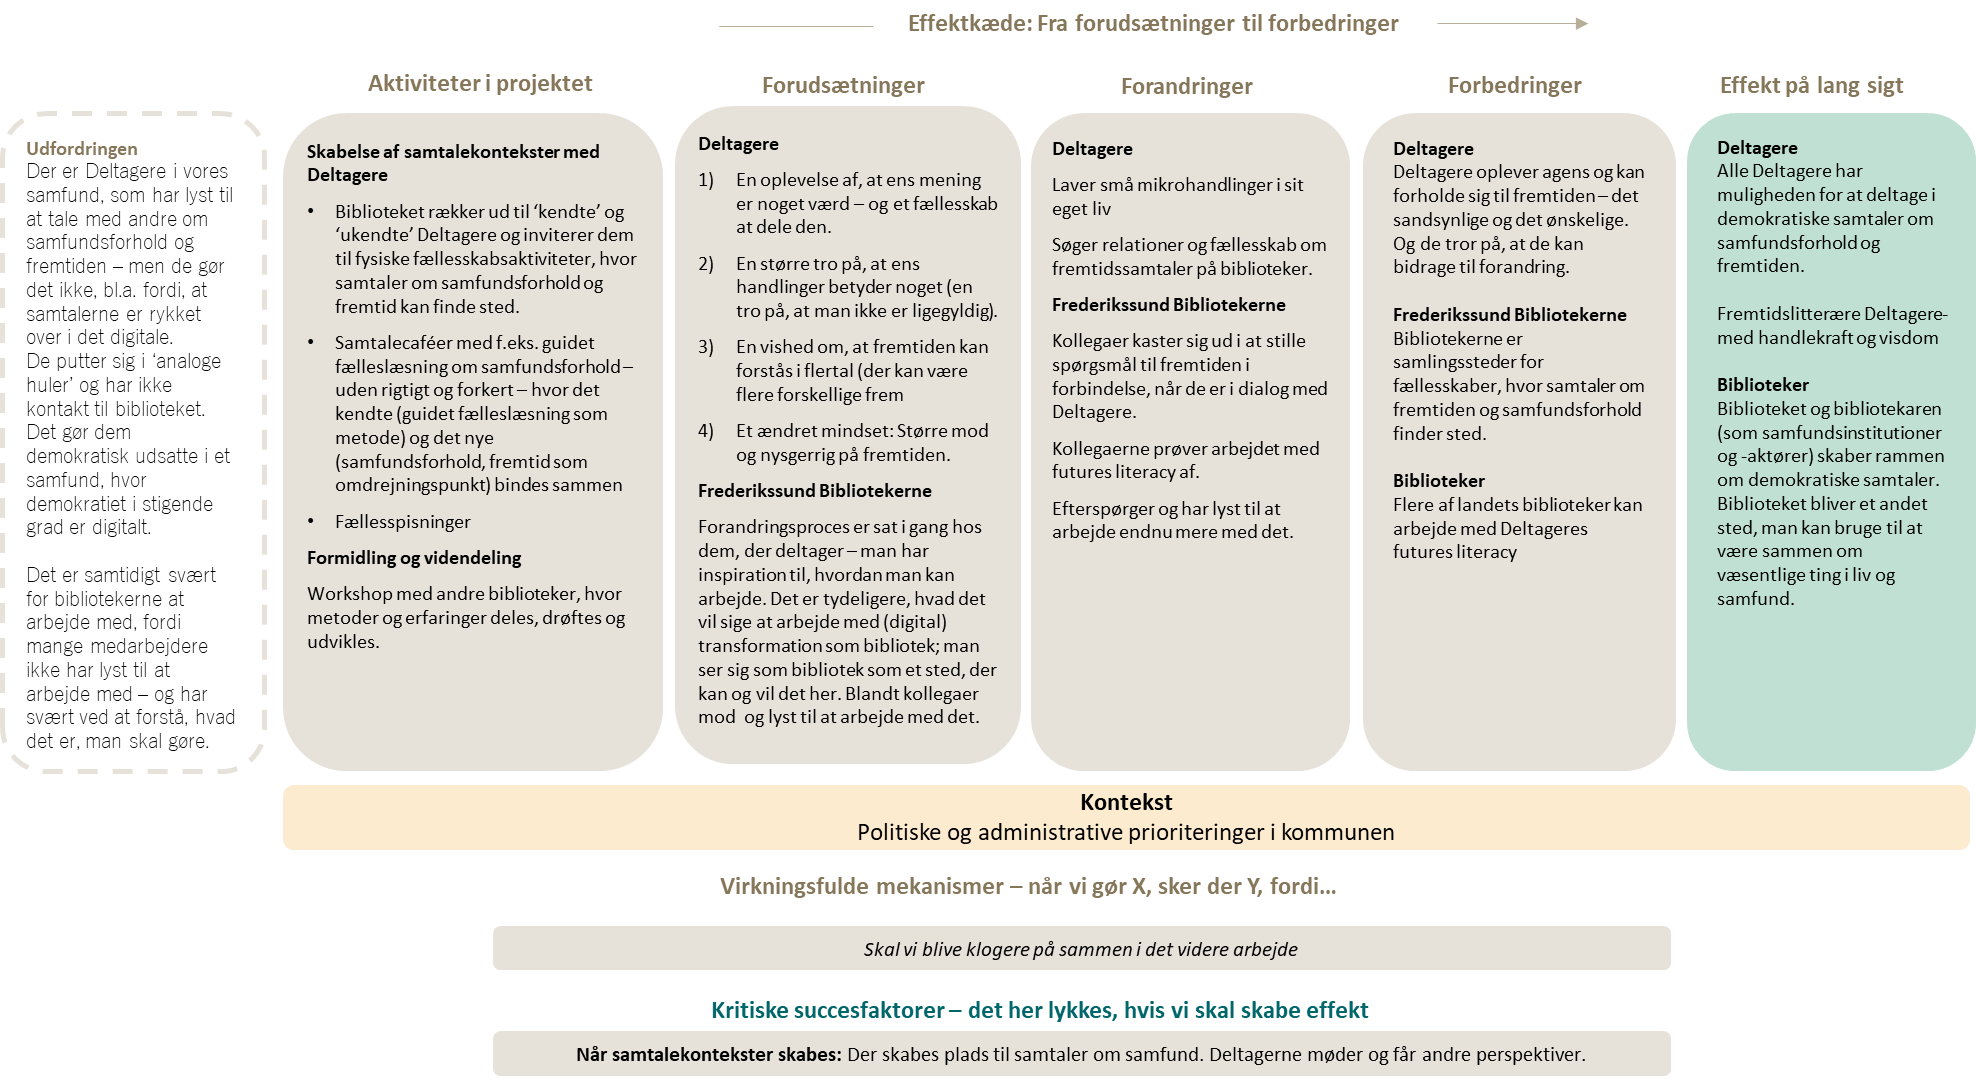 Effektkæde: Fra forudsætninger til forbedringer
Udfordringen
Der er Deltagere i vores
samfund, som har lyst til
at tale med andre om
samfundsforhold og
fremtiden – men de gør
det ikke, bl.a. fordi, at
samtalerne er rykket
over i det digitale.
De putter sig i ‘analoge
huler’ og har ikke
kontakt til biblioteket.
Det gør dem
demokratisk udsatte i et
samfund, hvor
demokratiet i stigende
grad er digitalt.
Det er samtidigt svært
for bibliotekerne at
arbejde med, fordi
mange medarbejdere
ikke har lyst til at
arbejde med – og har
svært ved at forstå, hvad
det er, man skal gøre.
Aktiviteter i projektet
Skabelse af samtalekontekster med
Deltagere
• Biblioteket rækker ud til ‘kendte’ og
‘ukendte’ Deltagere og inviterer dem
til fysiske fællesskabsaktiviteter, hvor
samtaler om samfundsforhold og
fremtid kan finde sted.
• Samtalecaféer med f.eks. guidet
fælleslæsning om samfundsforhold –
uden rigtigt og forkert – hvor det
kendte (guidet fælleslæsning som
metode) og det nye
(samfundsforhold, fremtid som
omdrejningspunkt) bindes sammen
• Fællesspisninger
Formidling og videndeling
Workshop med andre biblioteker, hvor
metoder og erfaringer deles, drøftes og
udvikles.
Forudsætninger
Deltagere
1) En oplevelse af, at ens mening
er noget værd – og et fællesskab
at dele den.
2) En større tro på, at ens
handlinger betyder noget (en
tro på, at man ikke er ligegyldig).
3) En vished om, at fremtiden kan
forstås i flertal (der kan være
flere forskellige frem
4) Et ændret mindset: Større mod
og nysgerrig på fremtiden.
Frederikssund Bibliotekerne
Forandringsproces er sat i gang hos
dem, der deltager – man har
inspiration til, hvordan man kan
arbejde. Det er tydeligere, hvad det
vil sige at arbejde med (digital)
transformation som bibliotek; man
ser sig som bibliotek som et sted, der
kan og vil det her. Blandt kollegaer
mod  og lyst til at arbejde med det.
Forandringer
Deltagere
Laver små mikrohandlinger i sit
eget liv
Søger relationer og fællesskab om
fremtidssamtaler på biblioteker.
Frederikssund Bibliotekerne
Kollegaer kaster sig ud i at stille
spørgsmål til fremtiden i
forbindelse, når de er i dialog med
Deltagere.
Kollegaerne prøver arbejdet med
futures literacy af.
Efterspørger og har lyst til at
arbejde endnu mere med det.
Forbedringer
Deltagere
Deltagere oplever agens og kan
forholde sig til fremtiden – det
sandsynlige og det ønskelige.
Og de tror på, at de kan
bidrage til forandring.
Frederikssund Bibliotekerne
Bibliotekerne er
samlingssteder for
fællesskaber, hvor samtaler om
fremtiden og samfundsforhold
finder sted.
Biblioteker
Flere af landets biblioteker kan
arbejde med Deltageres
futures literacy
Effekt på lang sigt
Deltagere
Alle Deltagere har
muligheden for at deltage i
demokratiske samtaler om
samfundsforhold og
fremtiden.
Fremtidslitterære Deltagere-
med handlekraft og visdom
Biblioteker
Biblioteket og bibliotekaren
(som samfundsinstitutioner
og -aktører) skaber rammen
om demokratiske samtaler.
Biblioteket bliver et andet
sted, man kan bruge til at
være sammen om
væsentlige ting i liv og
samfund.
Kontekst
Politiske og administrative prioriteringer i kommunen
Virkningsfulde mekanismer – når vi gør X, sker der Y, fordi…
Skal vi blive klogere på sammen i det videre arbejde
Kritiske succesfaktorer – det her lykkes, hvis vi skal skabe effekt
Når samtalekontekster skabes: Der skabes plads til samtaler om samfund. Deltagerne møder og får andre perspektiver.